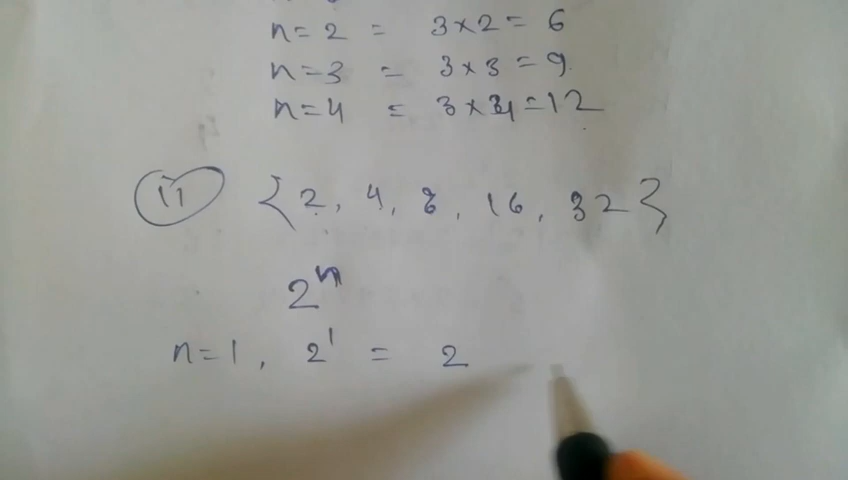 n=2 = 3×2= 6
n=3 = 3×3=9
n=4 = 3×4=12
(ii) {2, 4, 8, 16, 32}
2ⁿ
n=1, 2¹ = 2